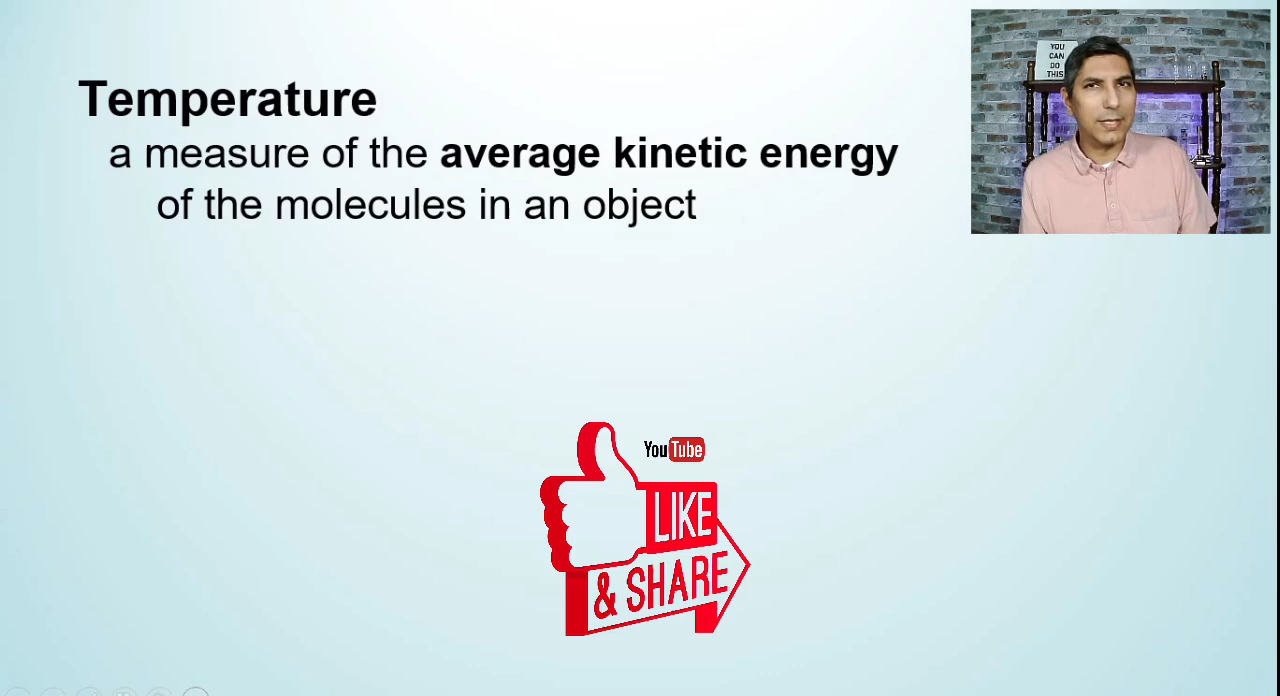 Temperature
a measure of the average kinetic energy
of the molecules in an object
YOU
CAN
DO
THIS
YouTube
LIKE
& SHARE